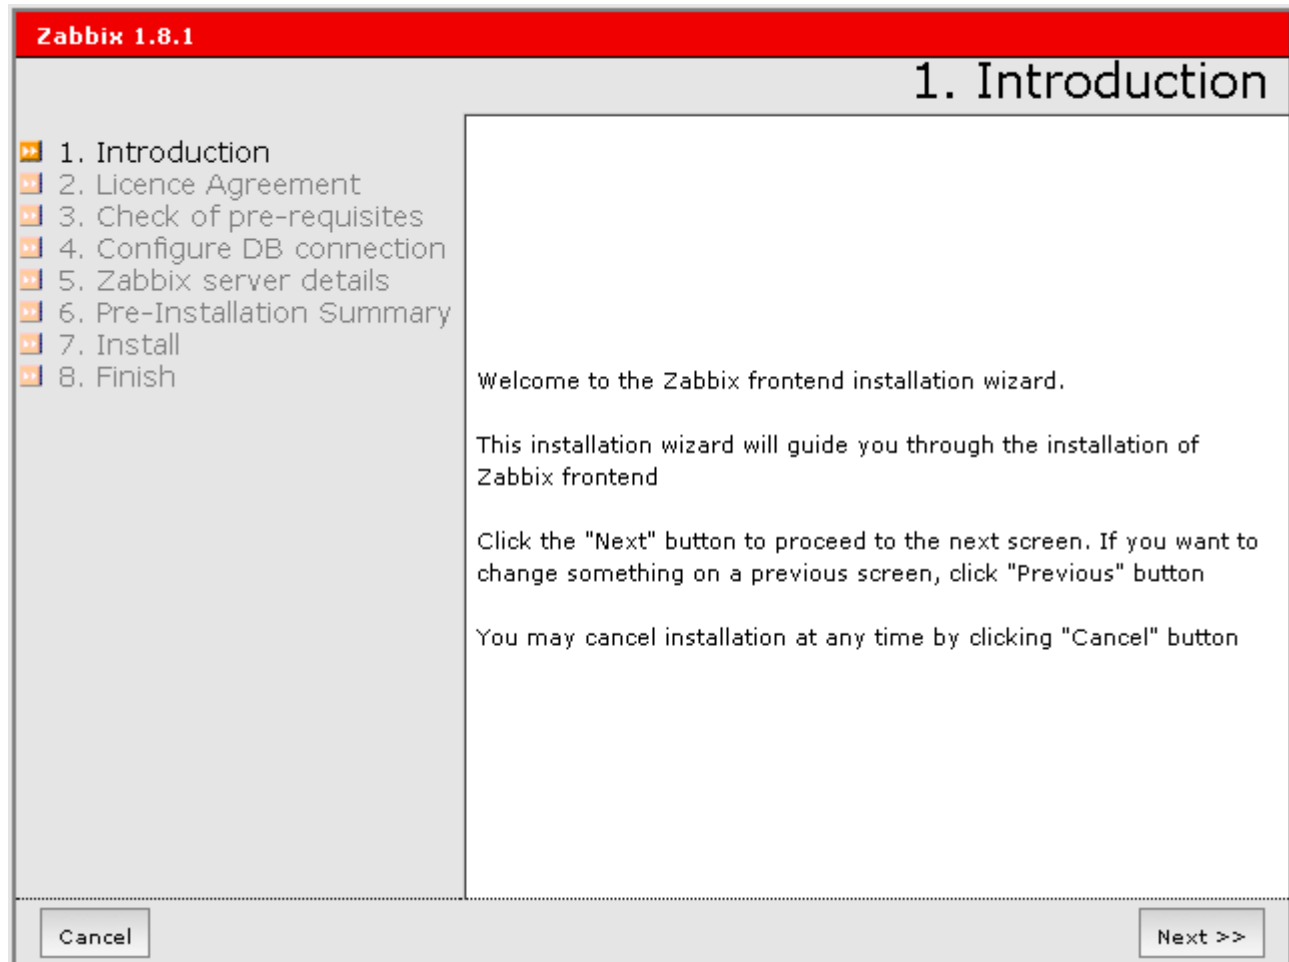 Zabbix 1.8.1
1. Introduction
1. Introduction
2. Licence Agreement
3. Check of pre-requisites
4. Configure DB connection
5. Zabbix server details
6. Pre-Installation Summary
7. Install
8. Finish
Welcome to the Zabbix frontend installation wizard.
This installation wizard will guide you through the installation of
Zabbix frontend
Click the "Next" button to proceed to the next screen. If you want to
change something on a previous screen, click "Previous" button
You may cancel installation at any time by clicking "Cancel" button
Cancel
Next >>